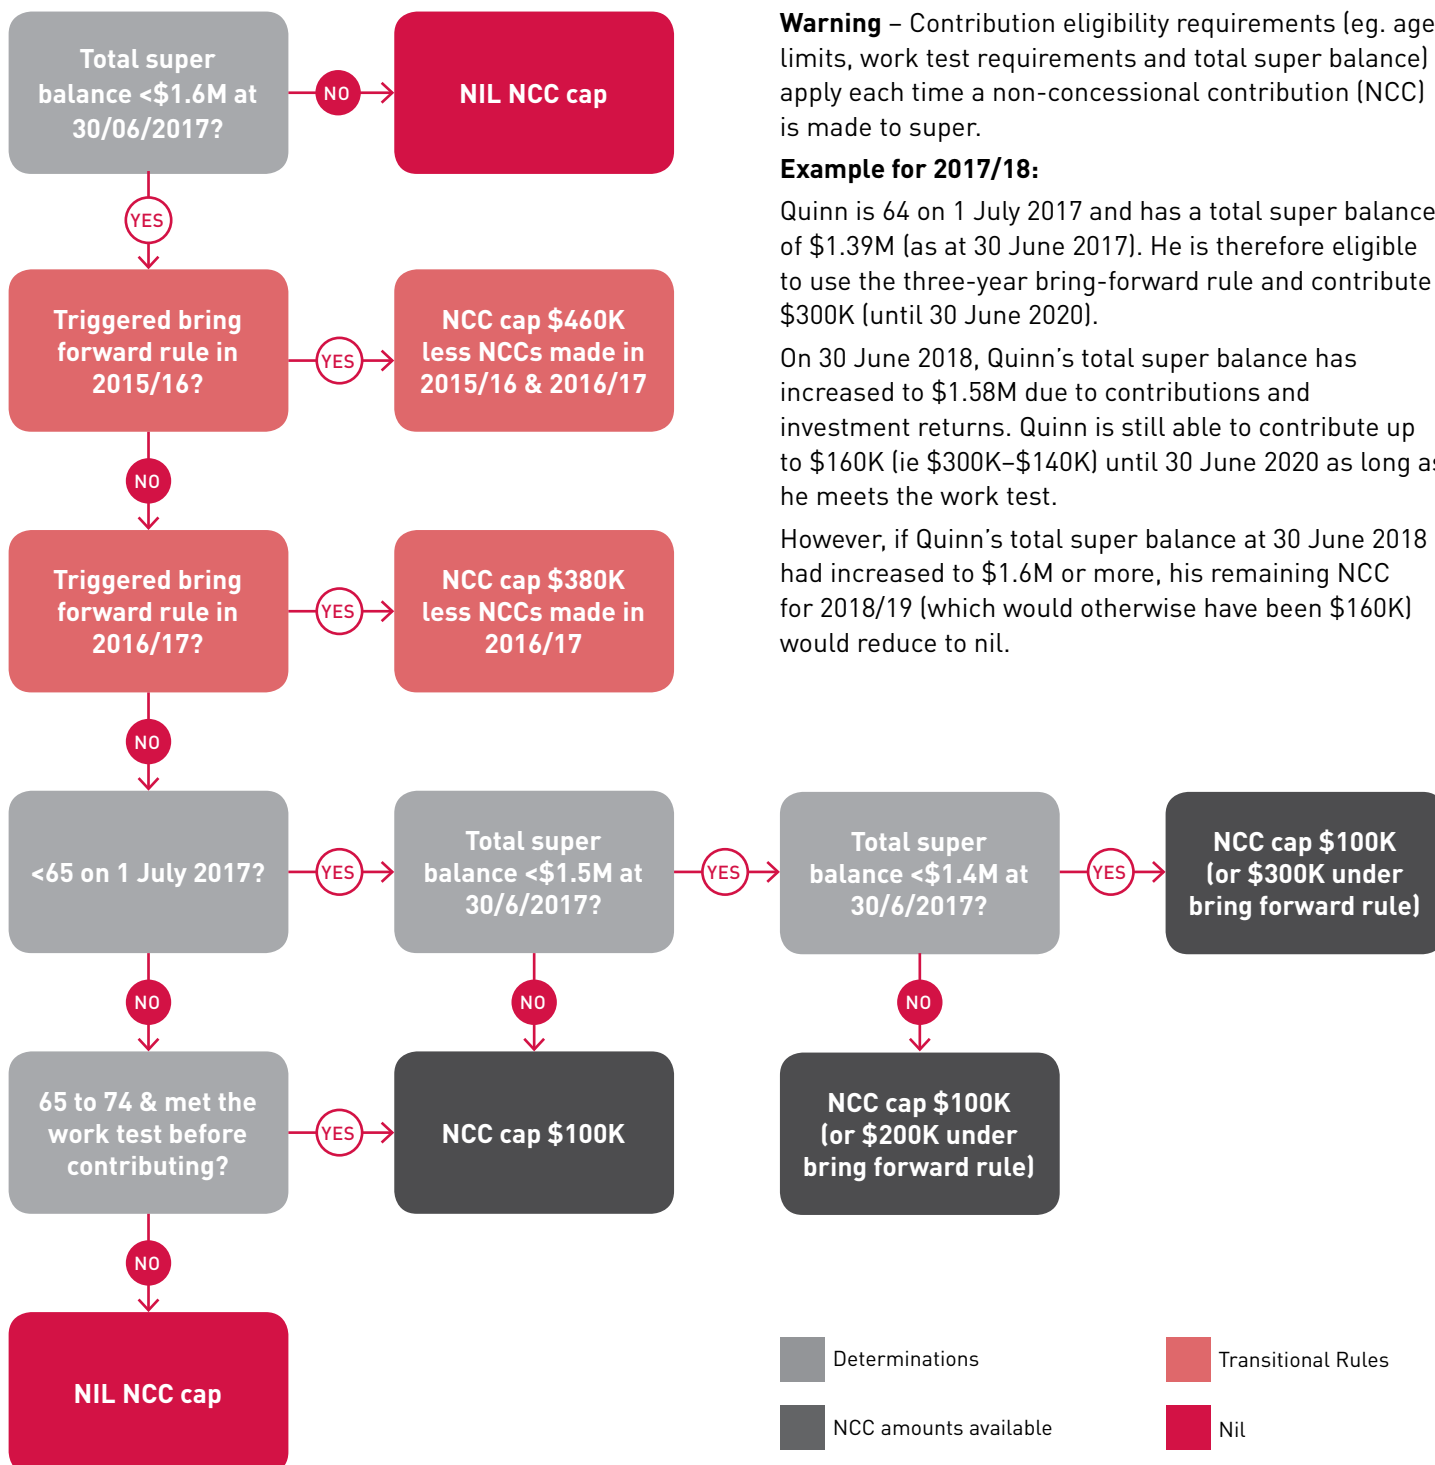 Total super
balance <$1.6M at
30/06/2017?
NO
NIL NCC cap
YES
Triggered bring
forward rule in
2015/16?
YES
NCC cap $460K
less NCCs made in
2015/16 & 2016/17
NO
Triggered bring
forward rule in
2016/17?
YES
NCC cap $380K
less NCCs made in
2016/17
NO
Warning – Contribution eligibility requirements (eg. age
limits, work test requirements and total super balance)
apply each time a non-concessional contribution (NCC)
is made to super.
Example for 2017/18:
Quinn is 64 on 1 July 2017 and has a total super balance
of $1.39M (as at 30 June 2017). He is therefore eligible
to use the three-year bring-forward rule and contribute
$300K (until 30 June 2020).
On 30 June 2018, Quinn's total super balance has
increased to $1.58M due to contributions and
investment returns. Quinn is still able to contribute up
to $160K (ie $300K–$140K) until 30 June 2020 as long as
he meets the work test.
However, if Quinn's total super balance at 30 June 2018
had increased to $1.6M or more, his remaining NCC
for 2018/19 (which would otherwise have been $160K)
would reduce to nil.
<65 on 1 July 2017?
YES
Total super
balance <$1.5M at
30/6/2017?
YES
Total super
balance <$1.4M at
30/6/2017?
YES
NCC cap $100K
(or $300K under
bring forward rule)
NO
NO
NO
65 to 74 & met the
work test before
contributing?
YES
NCC cap $100K
NCC cap $100K
(or $200K under
bring forward rule)
NO
NIL NCC cap
Determinations
Transitional Rules
NCC amounts available
Nil